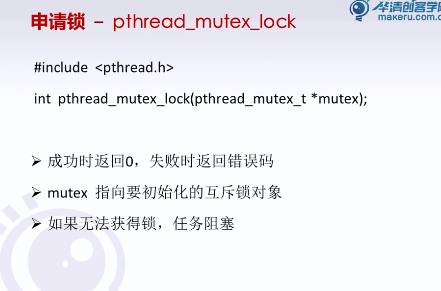 华清创客学
makeru.com.c
申请锁 – pthread_mutex_lock
#include <pthread.h>
int pthread_mutex_lock(pthread_mutex_t *mutex);
➢ 成功时返回0，失败时返回错误码
➢ mutex 指向要初始化的互斥锁对象
➢ 如果无法获得锁，任务阻塞